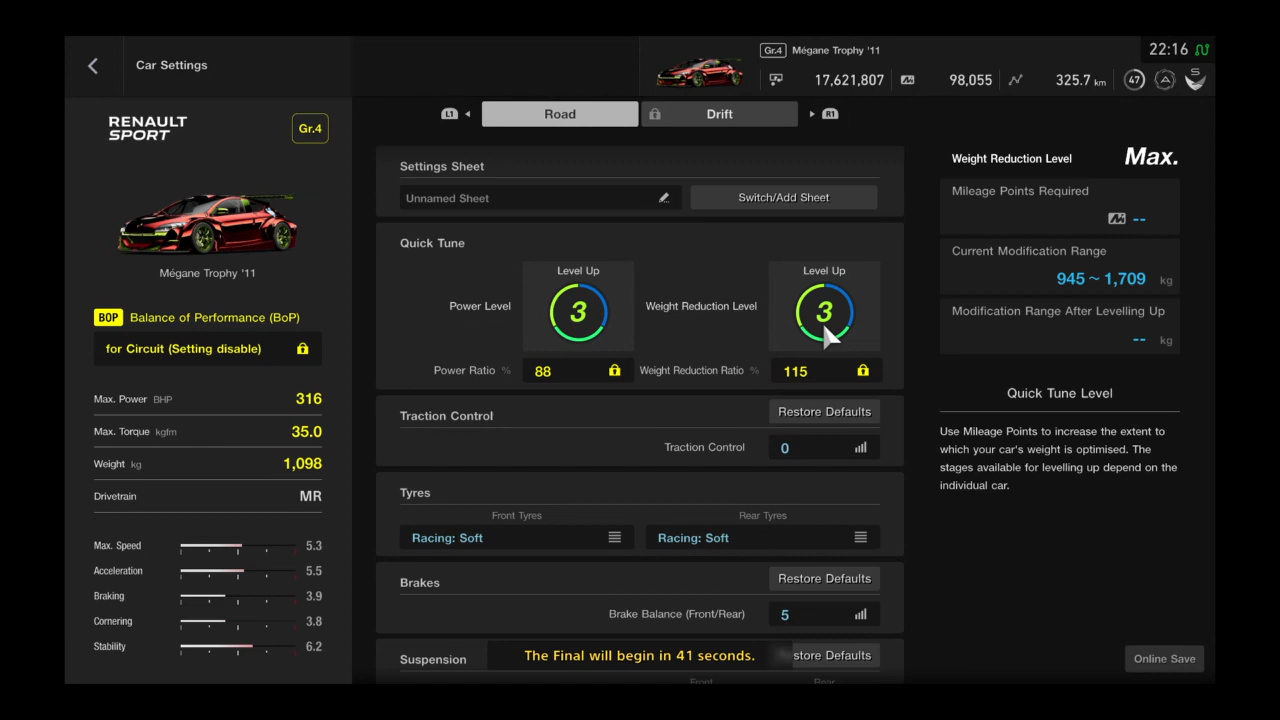 Car Settings
Gr.4 Mégane Trophy '11
22:16
17,621,807 98,055 325.7 km 47 A S
L1 Road Drift R1
RENAULT
SPORT
Gr.4
Mégane Trophy '11
BOP Balance of Performance (BoP)
for Circuit (Setting disable)
Max. Power BHP 316
Max. Torque kgfm 35.0
Weight kg 1,098
Drivetrain MR
Max. Speed 5.3
Acceleration 5.5
Braking 3.9
Cornering 3.8
Stability 6.2
Settings Sheet
Unnamed Sheet Switch/Add Sheet
Quick Tune
Level Up Level Up
Power Level 3 Weight Reduction Level 3
Power Ratio % 88 Weight Reduction Ratio % 115
Traction Control Restore Defaults
Traction Control 0
Tyres
Front Tyres Rear Tyres
Racing: Soft Racing: Soft
Brakes Restore Defaults
Brake Balance (Front/Rear) 5
Suspension store Defaults
The Final will begin in 41 seconds.
Front Rear
Weight Reduction Level Max.
Mileage Points Required
--
Current Modification Range
945 ~ 1,709 kg
Modification Range After Levelling Up
-- kg
Quick Tune Level
Use Mileage Points to increase the extent to
which your car's weight is optimised. The
stages available for levelling up depend on the
individual car.
Online Save